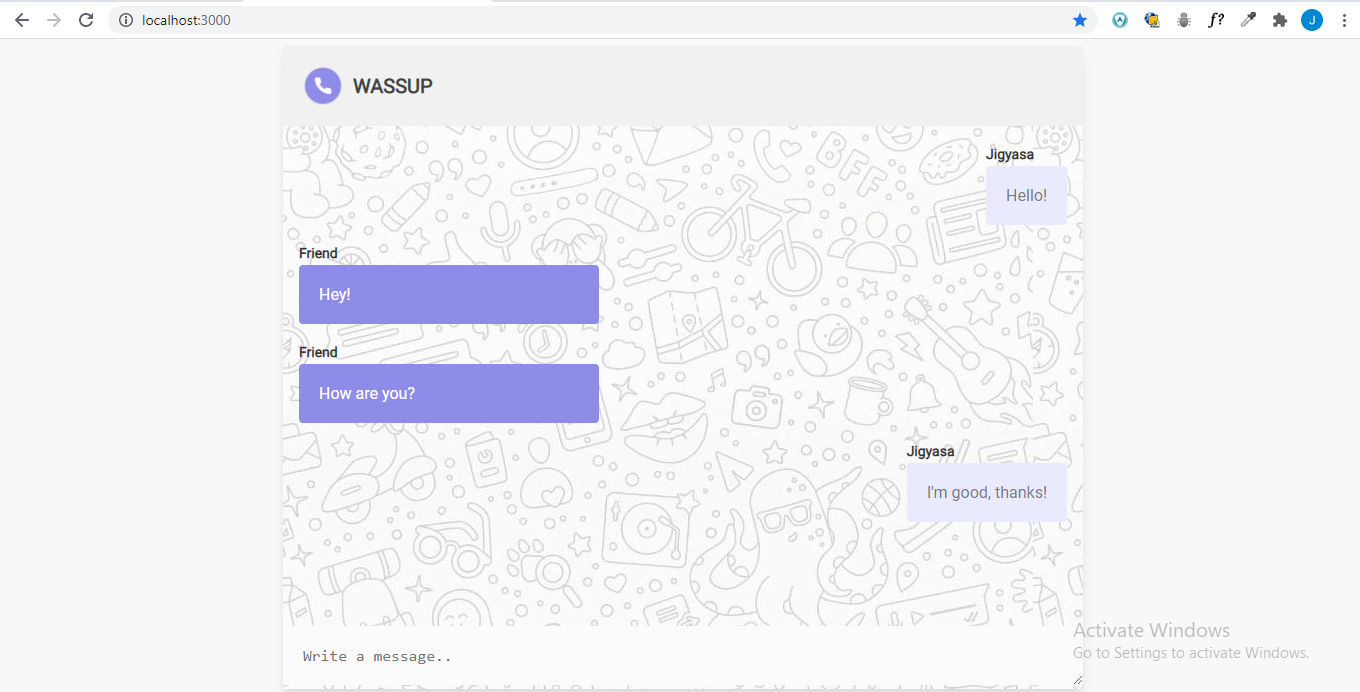 localhost:3000
f?
J
WASSUP
BFF
Jigyasa
Hello!
Friend
Hey!
Friend
How are you?
Jigyasa
I'm good, thanks!
Activate Windows
Go to Settings to activate Windows.
Write a message..